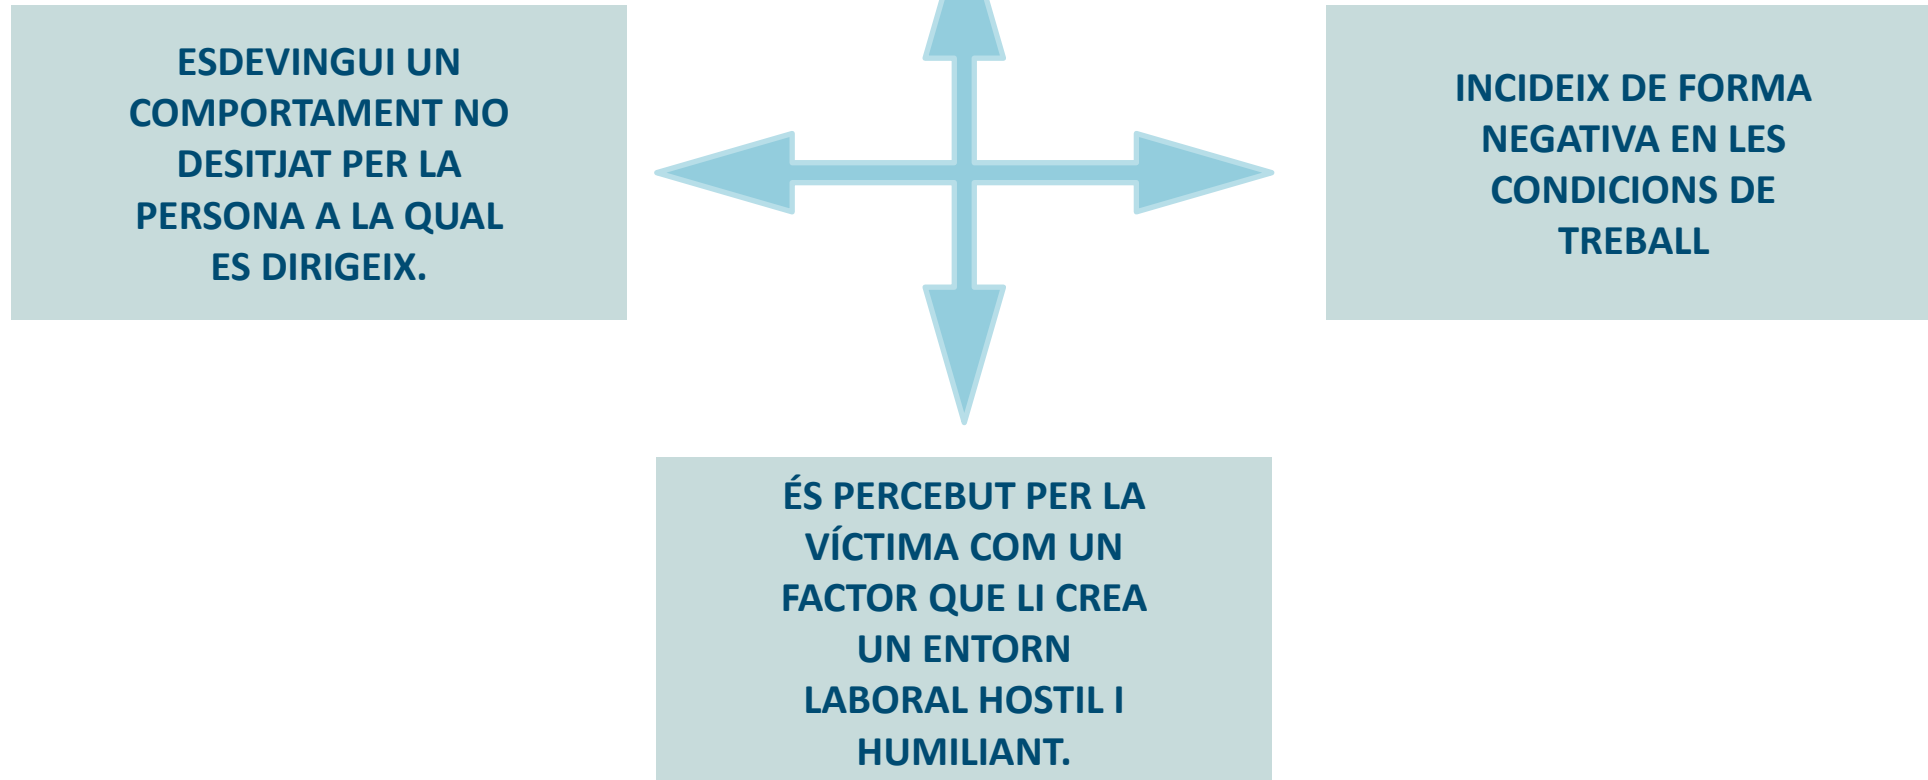 ESDEVINGUI UN
COMPORTAMENT NO
DESITJAT PER LA
PERSONA A LA QUAL
ES DIRIGEIX.
INCIDEIX DE FORMA
NEGATIVA EN LES
CONDICIONS DE
TREBALL
ÉS PERCEBUT PER LA
VÍCTIMA COM UN
FACTOR QUE LI CREA
UN ENTORN
LABORAL HOSTIL I
HUMILIANT.